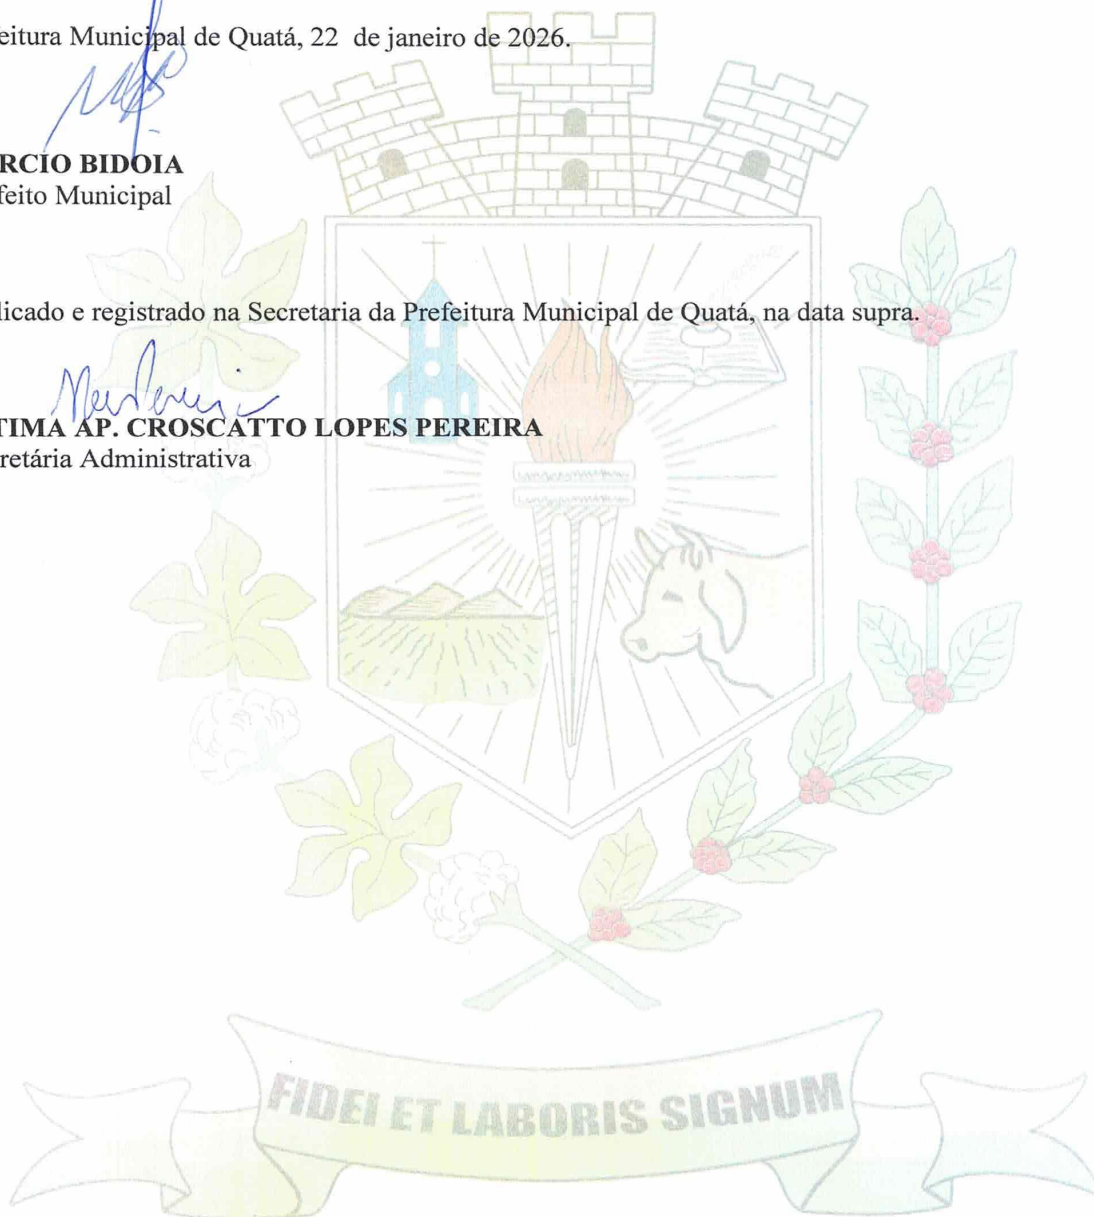 eitura Municipal de Quatá, 22 de janeiro de 2026.
RCIO BIDOIA
feito Municipal
licado e registrado na Secretaria da Prefeitura Municipal de Quatá, na data supra.
TIMA AP. CROSCATTO LOPES PEREIRA
retária Administrativa
FIDEI ET LABORIS SIGNUM